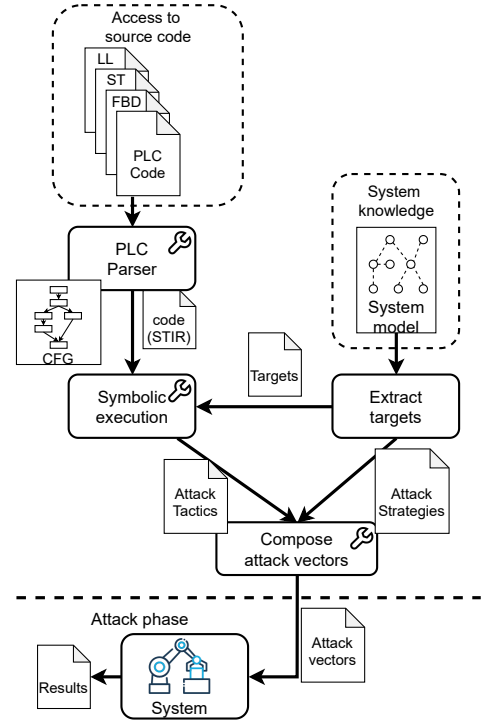 Access to
source code
LL
ST
FBD
PLC
Code
System
knowledge
System
model
PLC
Parser
CFG
code
(STIR)
Targets
Symbolic
execution
Extract
targets
Attack
Tactics
Attack
Strategies
Compose
attack vectors
Attack phase
Attack
vectors
Results
System